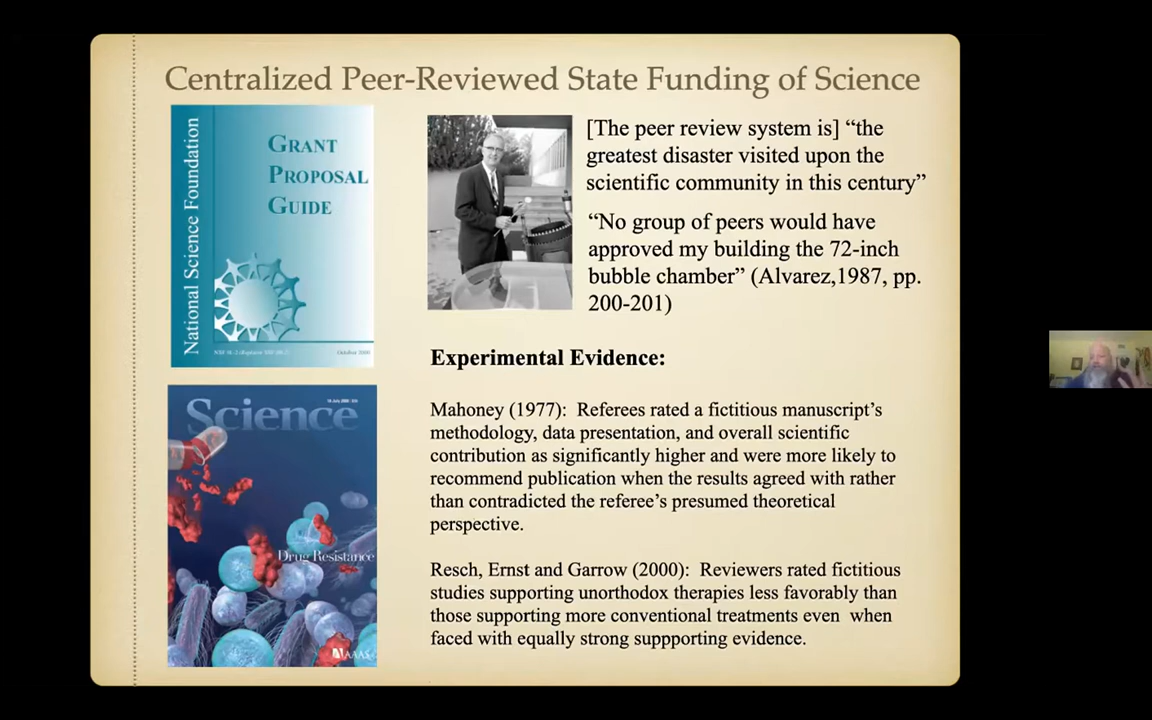 Centralized Peer-Reviewed State Funding of Science
National Science Foundation
GRANT
PROPOSAL
GUIDE
October 2000
[The peer review system is] “the
greatest disaster visited upon the
scientific community in this century”
“No group of peers would have
approved my building the 72-inch
bubble chamber” (Alvarez,1987, pp.
200-201)
Experimental Evidence:
Mahoney (1977): Referees rated a fictitious manuscript’s
methodology, data presentation, and overall scientific
contribution as significantly higher and were more likely to
recommend publication when the results agreed with rather
than contradicted the referee’s presumed theoretical
perspective.
Resch, Ernst and Garrow (2000): Reviewers rated fictitious
studies supporting unorthodox therapies less favorably than
those supporting more conventional treatments even when
faced with equally strong suppporting evidence.
Science
Drug Resistance
AAAS